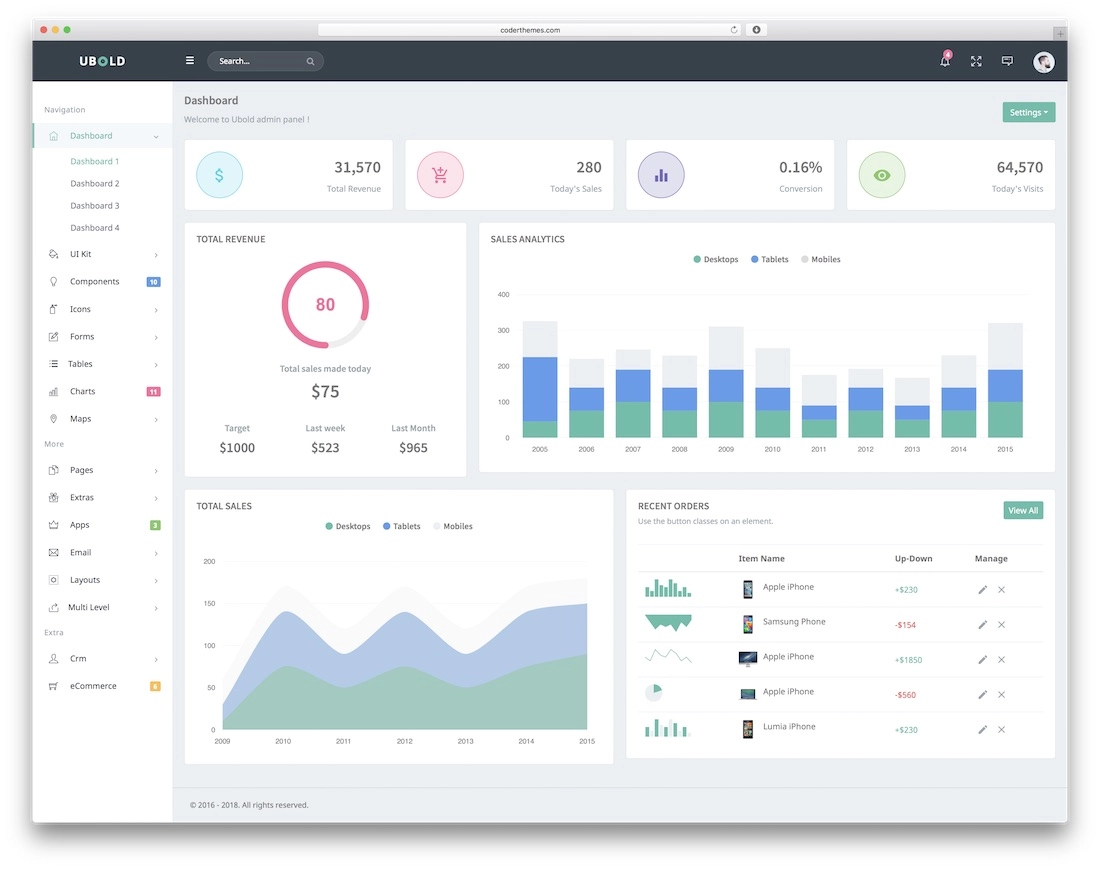 coderthemes.com
UBOLD
Search...
4
Navigation
Dashboard
Dashboard 1
Dashboard 2
Dashboard 3
Dashboard 4
UI Kit
Components 10
Icons
Forms
Tables
Charts 11
Maps
More
Pages
Extras
Apps 3
Email
Layouts
Multi Level
Extra
Crm
eCommerce 6
Dashboard
Welcome to Ubold admin panel !
Settings
$
31,570
Total Revenue
280
Today's Sales
0.16%
Conversion
64,570
Today's Visits
TOTAL REVENUE
80
Total sales made today
$75
Target Last week Last Month
$1000 $523 $965
SALES ANALYTICS
Desktops Tablets Mobiles
400
300
200
100
0
2005 2006 2007 2008 2009 2010 2011 2012 2013 2014 2015
TOTAL SALES
Desktops Tablets Mobiles
200
150
100
50
0
2009 2010 2011 2012 2013 2014 2015
RECENT ORDERS
Use the button classes on an element.
View All
Item Name Up-Down Manage
Apple iPhone +$230
Samsung Phone -$154
Apple iPhone +$1850
Apple iPhone -$560
Lumia iPhone +$230
© 2016 - 2018. All rights reserved.